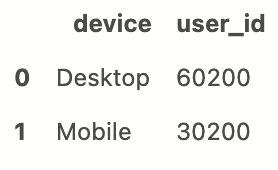 device user_id
0 Desktop 60200
1 Mobile 30200